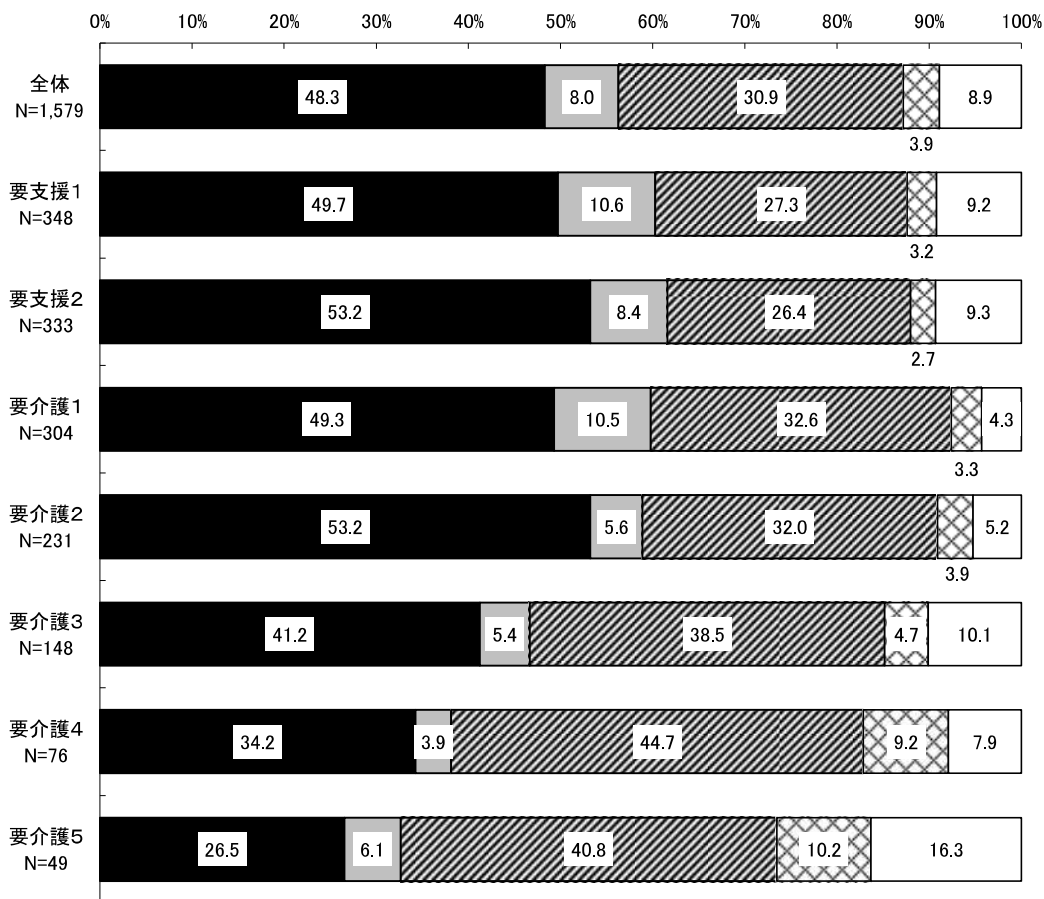 0% 10% 20% 30% 40% 50% 60% 70% 80% 90% 100%
全体
N=1,579
48.3 8.0 30.9 3.9 8.9
要支援1
N=348
49.7 10.6 27.3 3.2 9.2
要支援2
N=333
53.2 8.4 26.4 2.7 9.3
要介護1
N=304
49.3 10.5 32.6 3.3 4.3
要介護2
N=231
53.2 5.6 32.0 3.9 5.2
要介護3
N=148
41.2 5.4 38.5 4.7 10.1
要介護4
N=76
34.2 3.9 44.7 9.2 7.9
要介護5
N=49
26.5 6.1 40.8 10.2 16.3